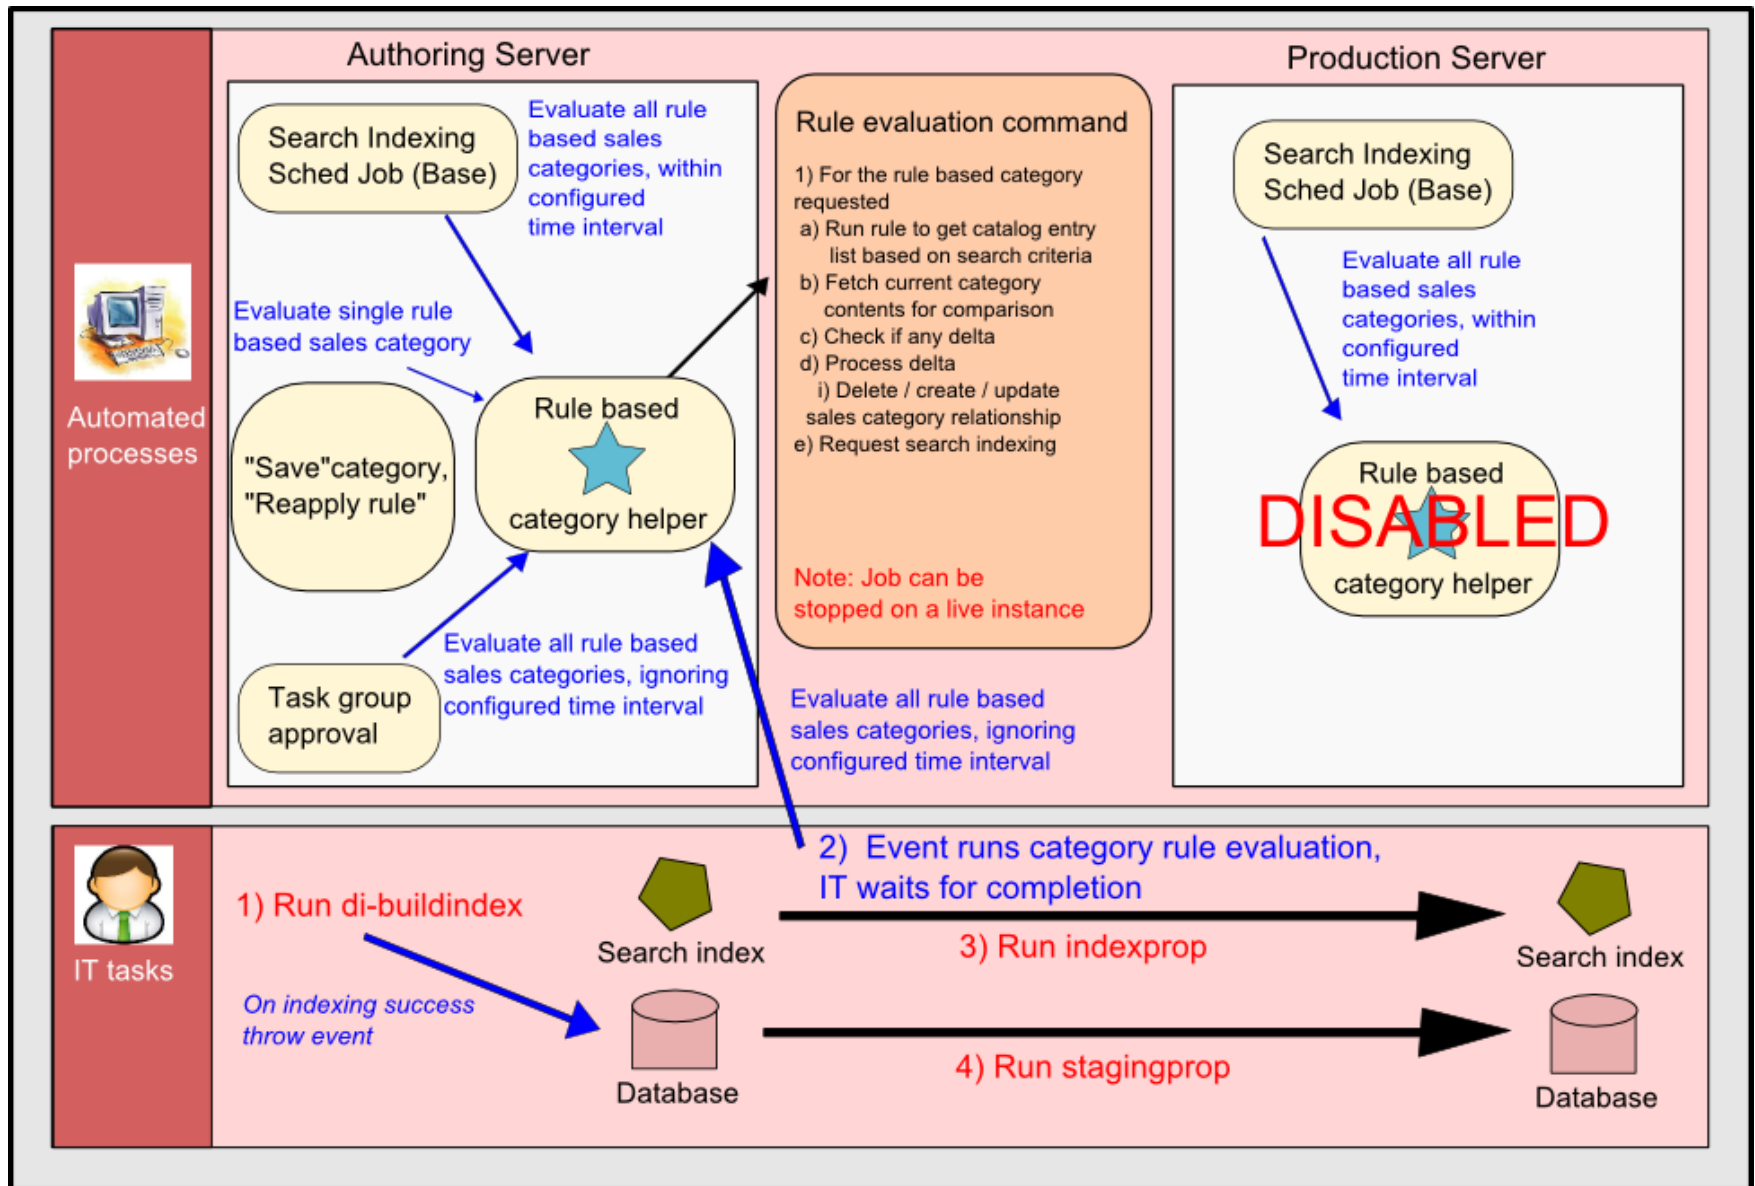 Authoring Server
Production Server
Search Indexing
Sched Job (Base)
Evaluate all rule
based sales
categories, within
configured
time interval
Evaluate single rule
based sales category
"Save"category,
"Reapply rule"
Rule based
category helper
Task group
approval
Evaluate all rule based
sales categories, ignoring
configured time interval
Rule evaluation command
1) For the rule based category
requested
a) Run rule to get catalog entry
list based on search criteria
b) Fetch current category
contents for comparison
c) Check if any delta
d) Process delta
i) Delete / create / update
sales category relationship
e) Request search indexing
Note: Job can be
stopped on a live instance
Evaluate all rule based
sales categories, ignoring
configured time interval
Search Indexing
Sched Job (Base)
Evaluate all rule
based sales
categories, within
configured
time interval
Rule based
DISABLED
category helper
Automated
processes
IT tasks
1) Run di-buildindex
On indexing success
throw event
2) Event runs category rule evaluation,
IT waits for completion
Search index
3) Run indexprop
Search index
Database
4) Run stagingprop
Database